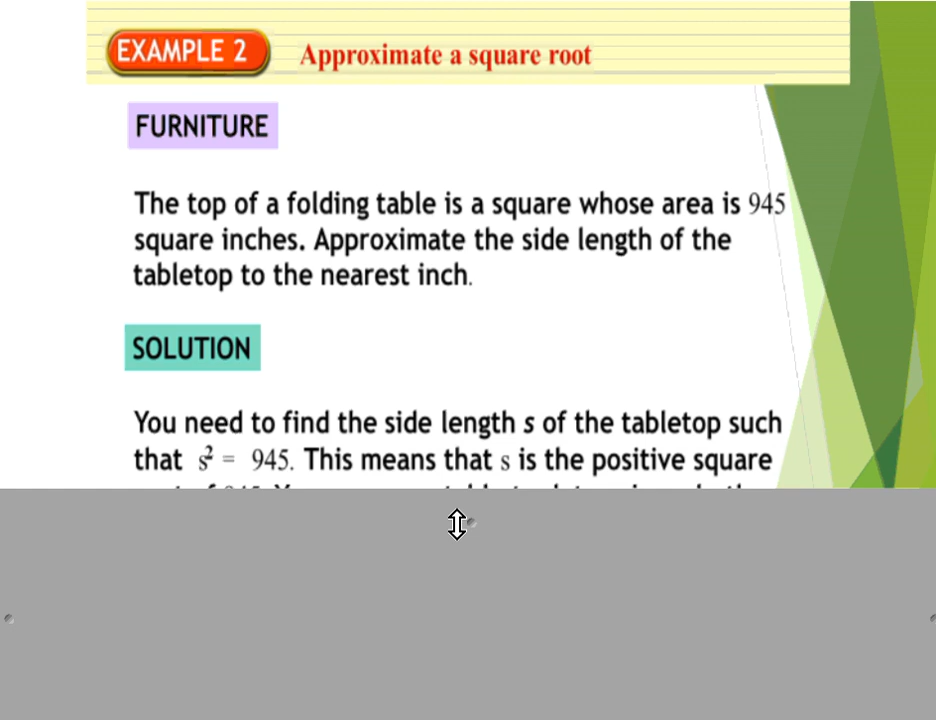 EXAMPLE 2
Approximate a square root
FURNITURE
The top of a folding table is a square whose area is 945
square inches. Approximate the side length of the
tabletop to the nearest inch.
SOLUTION
You need to find the side length s of the tabletop such
that s² = 945. This means that s is the positive square